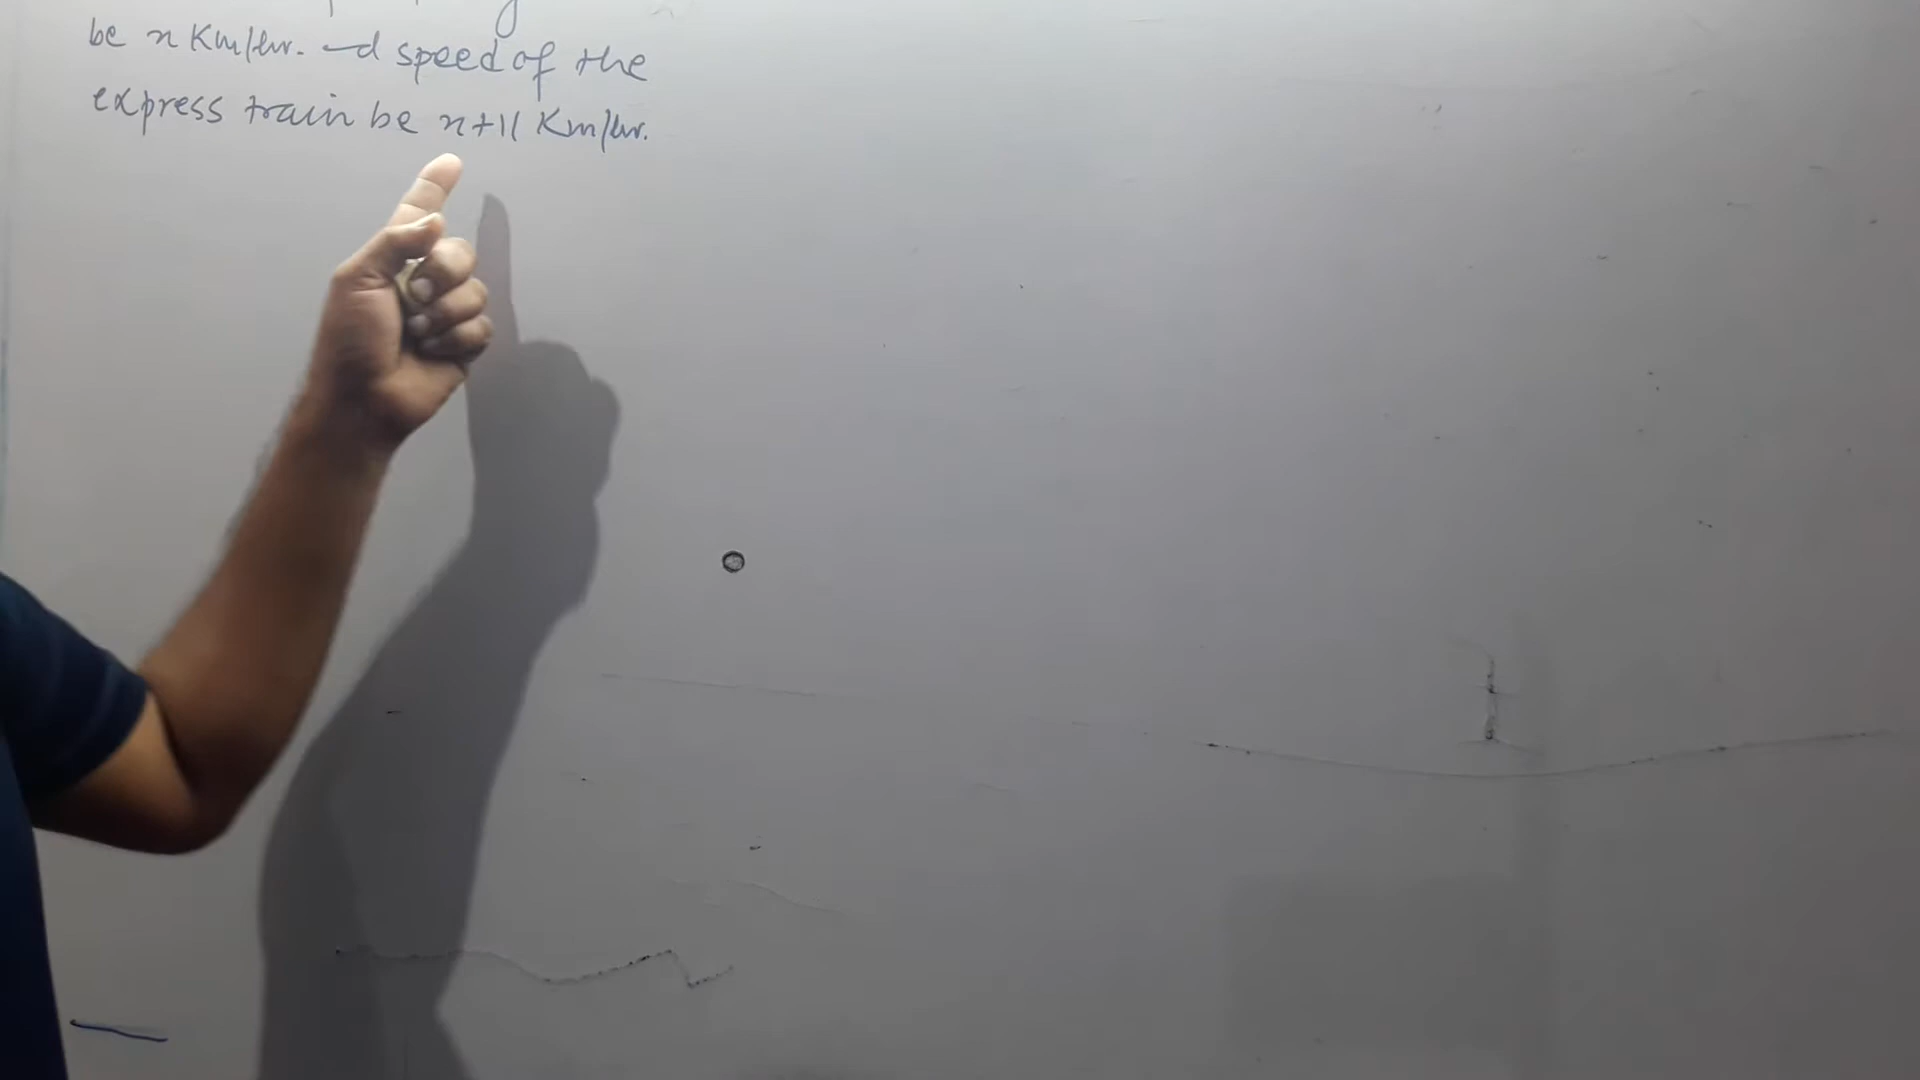 be x Km/hr. and speed of the
express train be x+11 Km/hr.